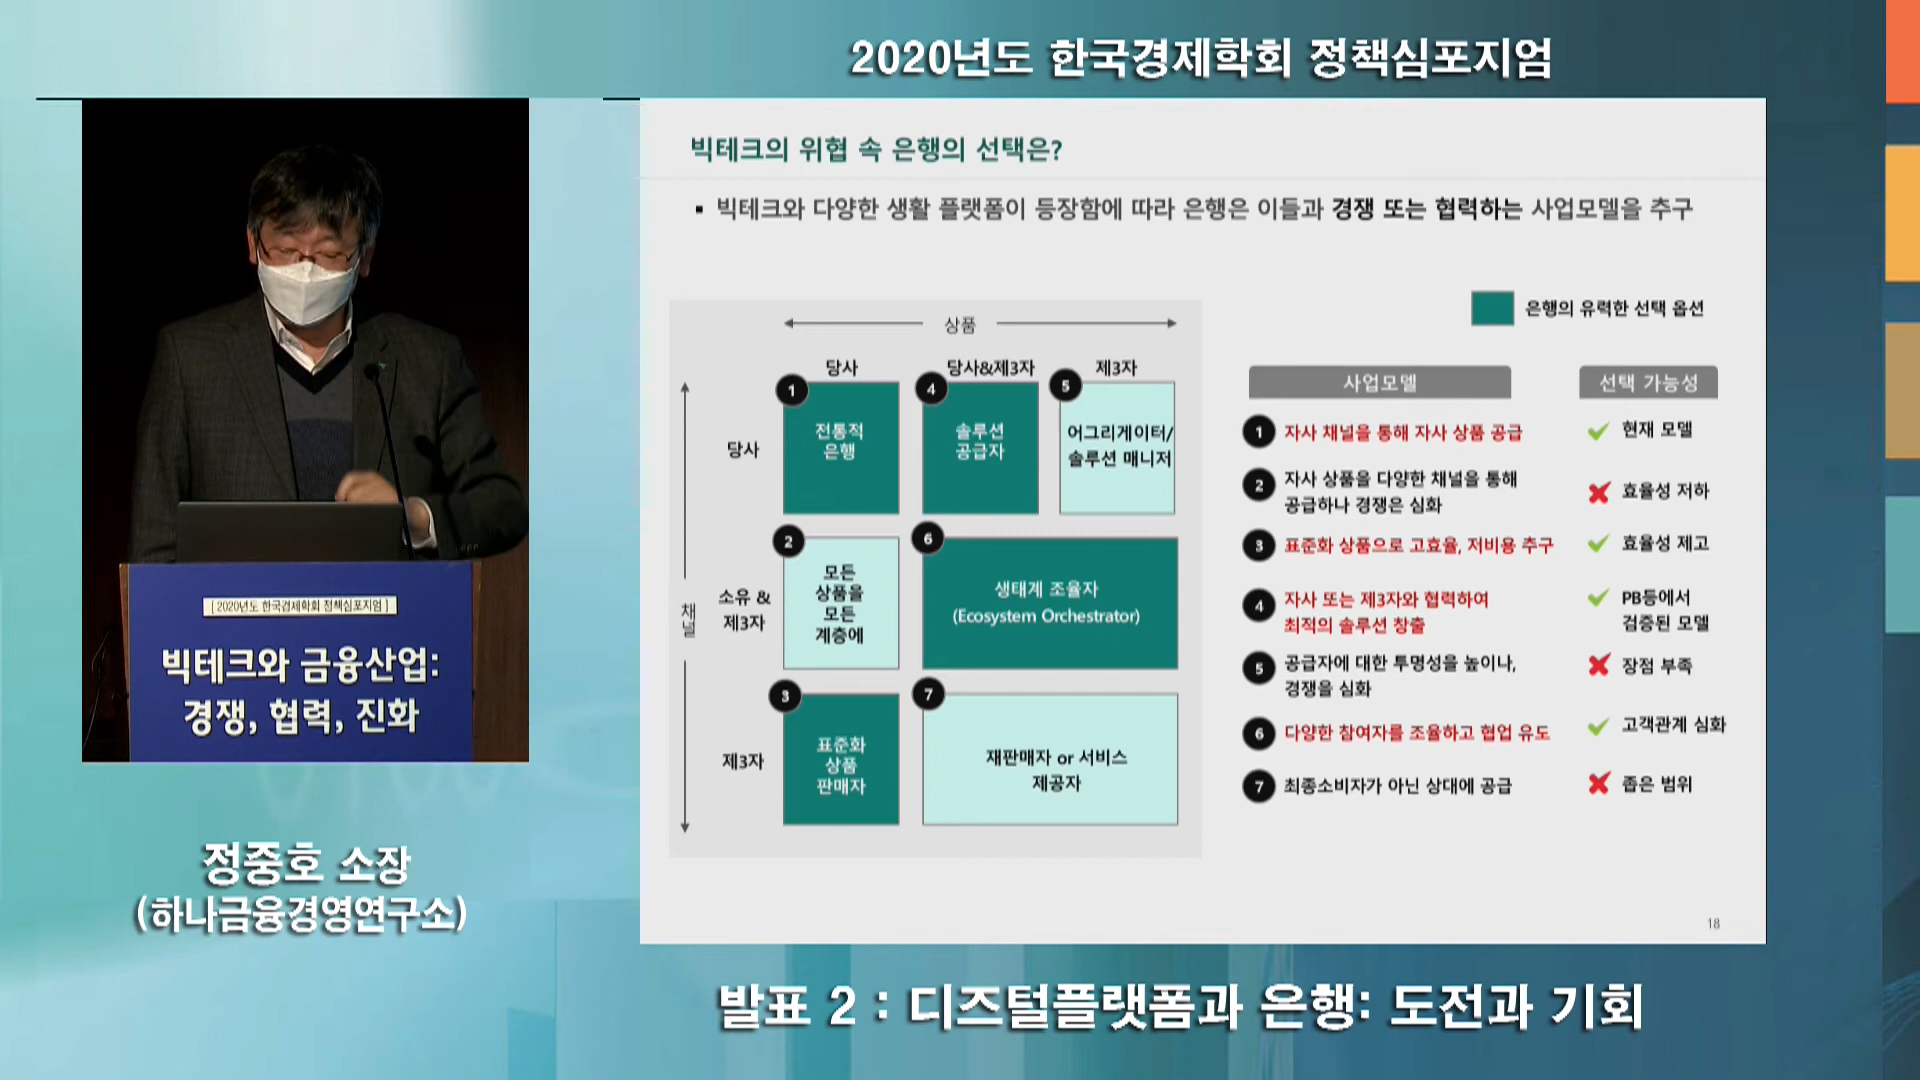 2020년도 한국경제학회 정책심포지엄
빅테크의 위협 속 은행의 선택은?
▪ 빅테크와 다양한 생활 플랫폼이 등장함에 따라 은행은 이들과 경쟁 또는 협력하는 사업모델을 추구
은행의 유력한 선택 옵션
상품
당사
당사&제3자
제3자
채널
당사
1
전통적
은행
4
솔루션
공급자
5
어그리게이터/
솔루션 매니저
소유 &
제3자
2
모든
상품을
모든
계층에
6
생태계 조율자
(Ecosystem Orchestrator)
제3자
3
표준화
상품
판매자
7
재판매자 or 서비스
제공자
사업모델
선택 가능성
1 자사 채널을 통해 자사 상품 공급
현재 모델
2 자사 상품을 다양한 채널을 통해
공급하나 경쟁은 심화
효율성 저하
3 표준화 상품으로 고효율, 저비용 추구
효율성 제고
4 자사 또는 제3자와 협력하여
최적의 솔루션 창출
PB등에서
검증된 모델
5 공급자에 대한 투명성을 높이나,
경쟁을 심화
장점 부족
6 다양한 참여자를 조율하고 협업 유도
고객관계 심화
7 최종소비자가 아닌 상대에 공급
좁은 범위
18
[ 2020년도 한국경제학회 정책심포지엄 ]
빅테크와 금융산업:
경쟁, 협력, 진화
정중호 소장
(하나금융경영연구소)
발표 2 : 디즈털플랫폼과 은행: 도전과 기회